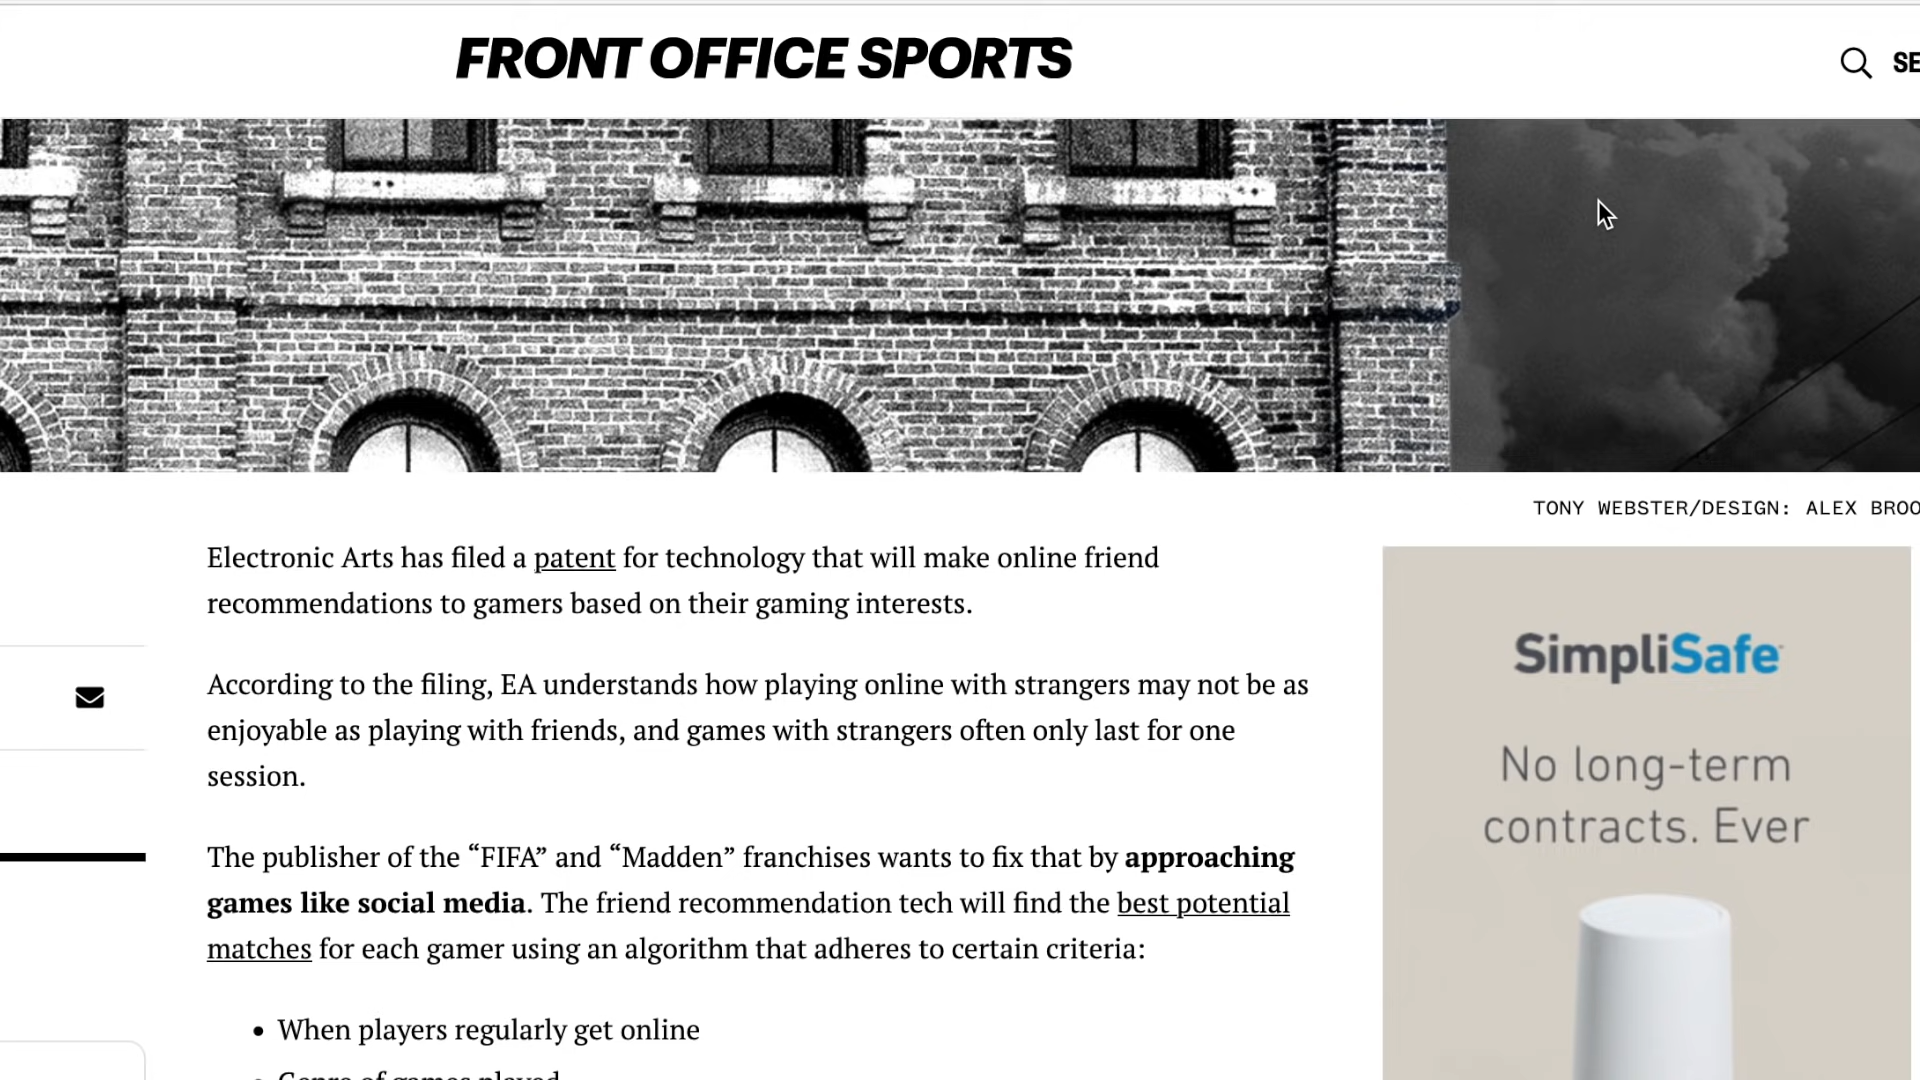 FRONT OFFICE SPORTS
SE
TONY WEBSTER/DESIGN: ALEX BROO
Electronic Arts has filed a patent for technology that will make online friend
recommendations to gamers based on their gaming interests.
According to the filing, EA understands how playing online with strangers may not be as
enjoyable as playing with friends, and games with strangers often only last for one
session.
The publisher of the “FIFA” and “Madden” franchises wants to fix that by approaching
games like social media. The friend recommendation tech will find the best potential
matches for each gamer using an algorithm that adheres to certain criteria:
• When players regularly get online
• Genre of games played
SimpliSafe
No long-term
contracts. Ever